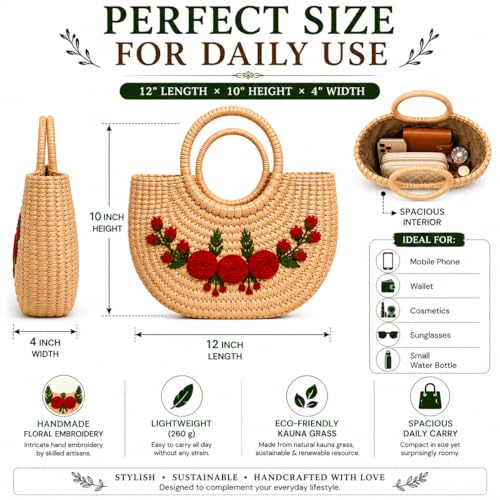 PERFECT SIZE
FOR DAILY USE
12" LENGTH × 10" HEIGHT × 4" WIDTH
10 INCH
HEIGHT
SPACIOUS
INTERIOR
IDEAL FOR:
Mobile Phone
Wallet
Cosmetics
Sunglasses
Small
Water Bottle
4 INCH
WIDTH
12 INCH
LENGTH
HANDMADE
FLORAL EMBROIDERY
Intricate hand embroidery
by skilled artisans.
LIGHTWEIGHT
(260 g)
Easy to carry all day
without any strain.
ECO-FRIENDLY
KAUNA GRASS
Made from natural kauna grass,
sustainable & renewable resource.
SPACIOUS
DAILY CARRY
Compact in size yet
surprisingly roomy.
STYLISH • SUSTAINABLE • HANDCRAFTED WITH LOVE
Designed to complement your everyday lifestyle.